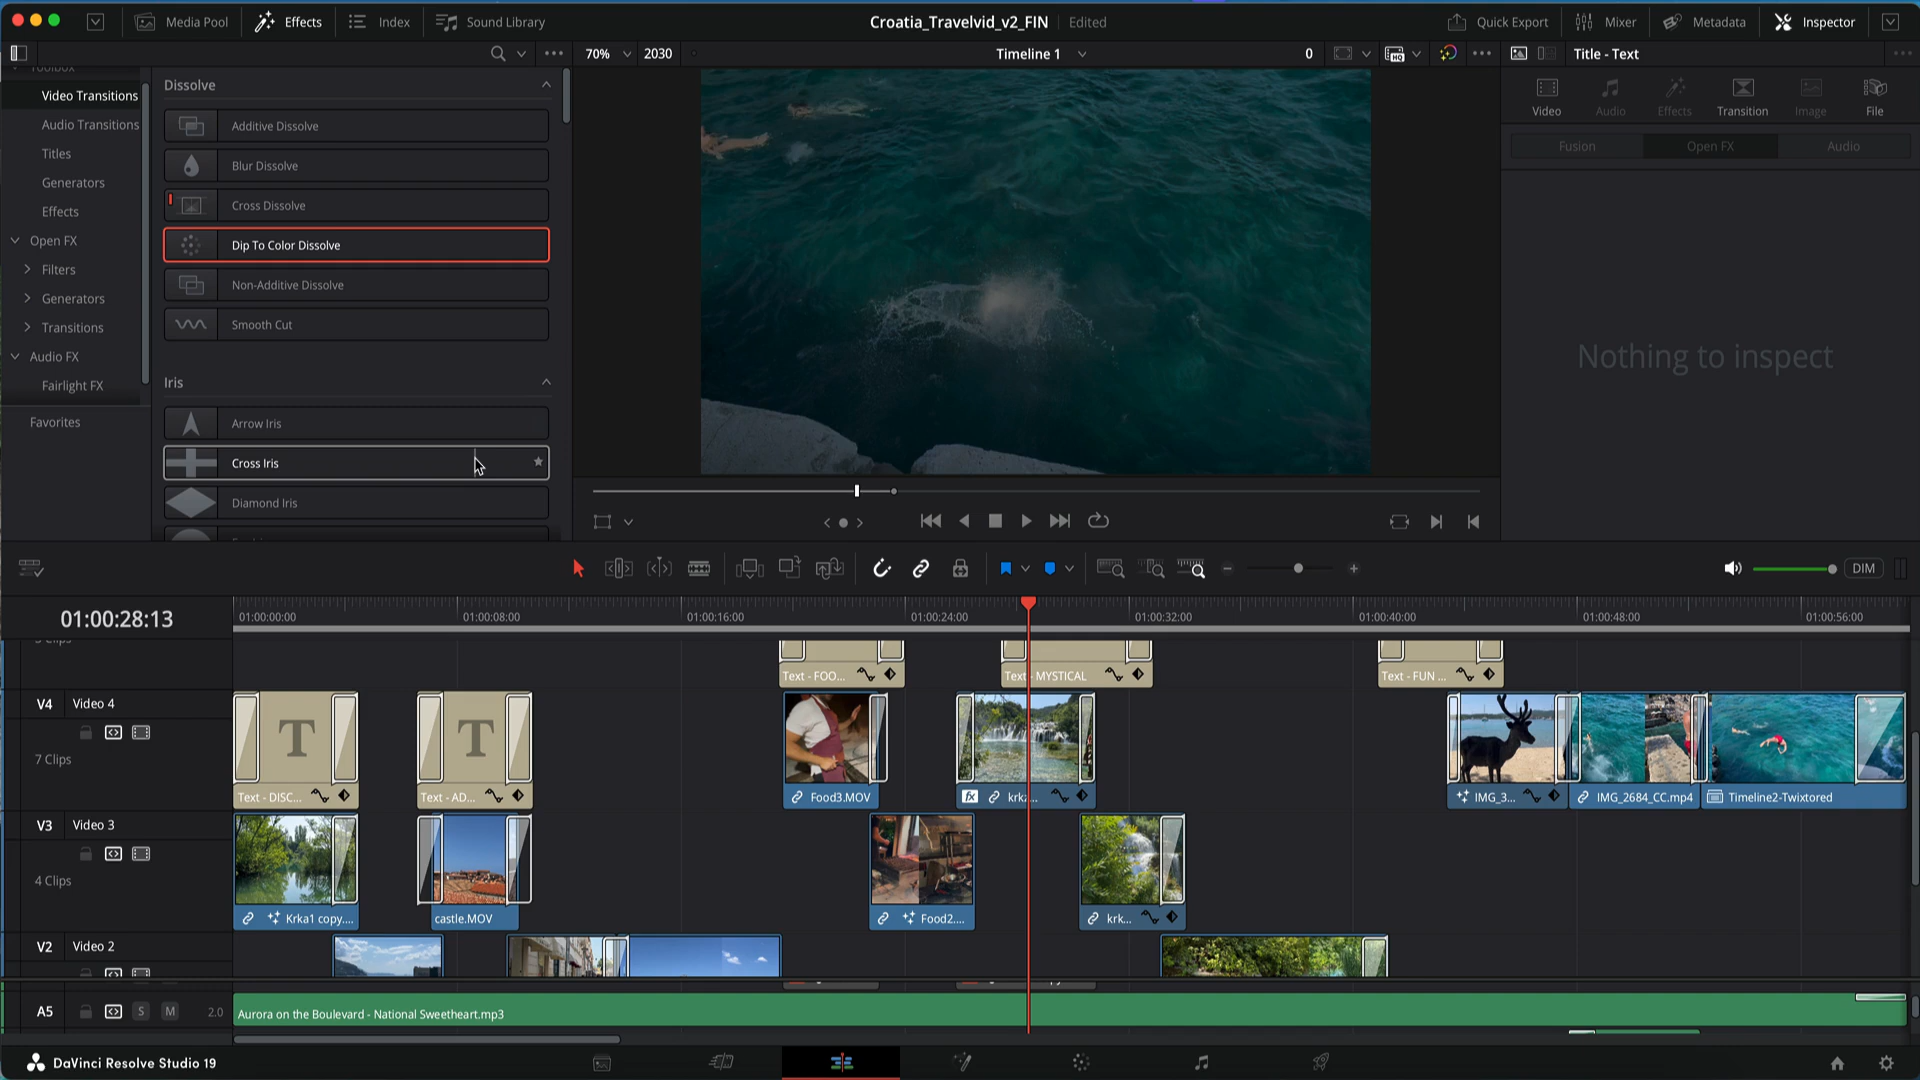 Media Pool
Effects
Index
Sound Library
Croatia_Travelvid_v2_FIN
Edited
Quick Export
Mixer
Metadata
Inspector
70%
2030
Timeline 1
0
Title - Text
Toolbox
Video Transitions
Audio Transitions
Titles
Generators
Effects
Open FX
Filters
Generators
Transitions
Audio FX
Fairlight FX
Favorites
Dissolve
Additive Dissolve
Blur Dissolve
Cross Dissolve
Dip To Color Dissolve
Non-Additive Dissolve
Smooth Cut
Iris
Arrow Iris
Cross Iris
Diamond Iris
Video
Audio
Effects
Transition
Image
File
Fusion
Open FX
Audio
Nothing to inspect
DIM
01:00:28:13
01:00:00:00
01:00:08:00
01:00:16:00
01:00:24:00
01:00:32:00
01:00:40:00
01:00:48:00
01:00:56:00
Text - FOO...
Text - MYSTICAL
Text - FUN ...
V4
Video 4
7 Clips
T
T
Text - DISC...
Text - AD...
Food3.MOV
fx
krk...
IMG_3...
IMG_2684_CC.mp4
Timeline2-Twixtored
V3
Video 3
4 Clips
Krka1 copy....
castle.MOV
Food2....
krk...
V2
Video 2
A5
S
M
2.0
Aurora on the Boulevard - National Sweetheart.mp3
DaVinci Resolve Studio 19